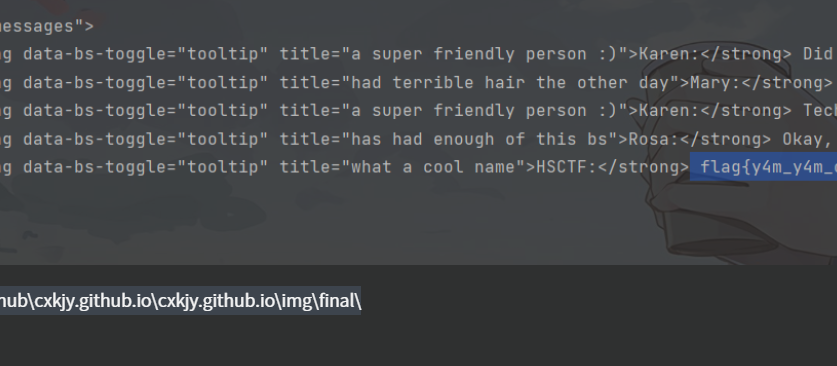 messages">
g data-bs-toggle="tooltip" title="a super friendly person :)">Karen:</strong> Did
g data-bs-toggle="tooltip" title="had terrible hair the other day">Mary:</strong>
g data-bs-toggle="tooltip" title="a super friendly person :)">Karen:</strong> Tech
g data-bs-toggle="tooltip" title="has had enough of this bs">Rosa:</strong> Okay,
g data-bs-toggle="tooltip" title="what a cool name">HSCTF:</strong> flag{y4m_y4m_
hub\cxkjy.github.io\cxkjy.github.io\img\final\